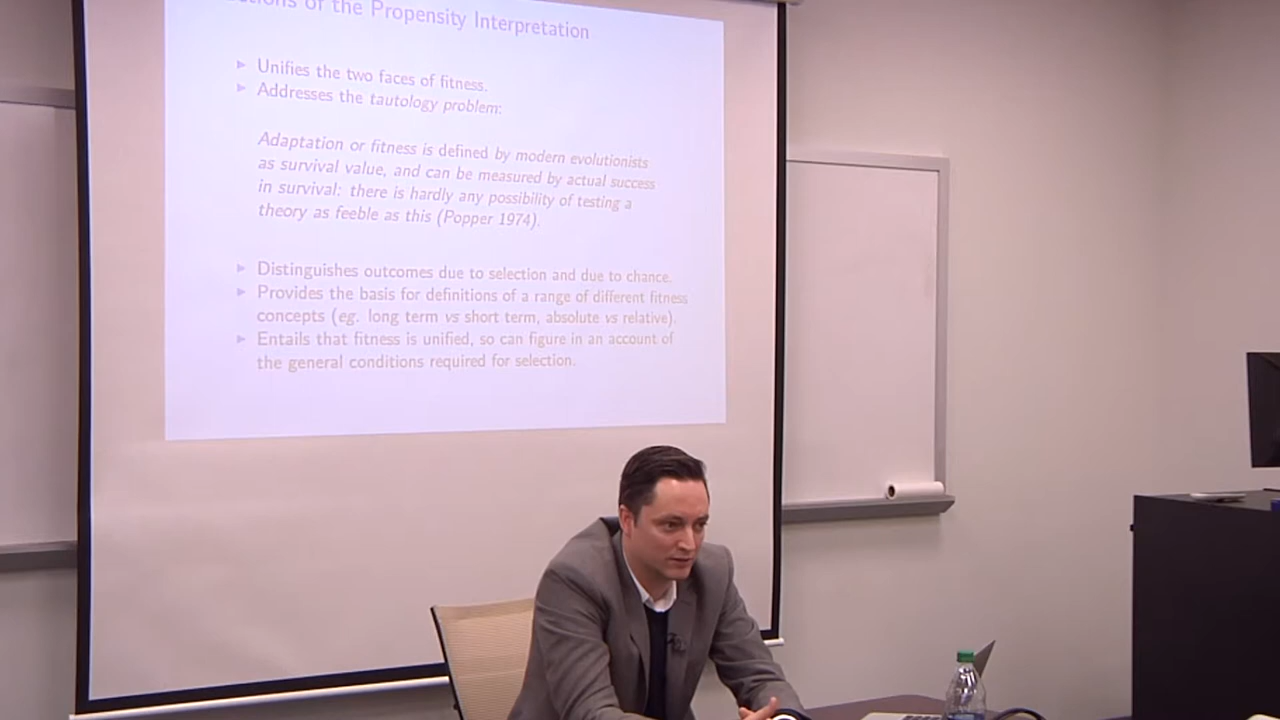 of the Propensity Interpretation
▶ Unifies the two faces of fitness.
▶ Addresses the tautology problem:
Adaptation or fitness is defined by modern evolutionists
as survival value, and can be measured by actual success
in survival: there is hardly any possibility of testing a
theory as feeble as this (Popper 1974).
▶ Distinguishes outcomes due to selection and due to chance.
▶ Provides the basis for definitions of a range of different fitness
concepts (eg. long term vs short term, absolute vs relative).
▶ Entails that fitness is unified, so can figure in an account of
the general conditions required for selection.